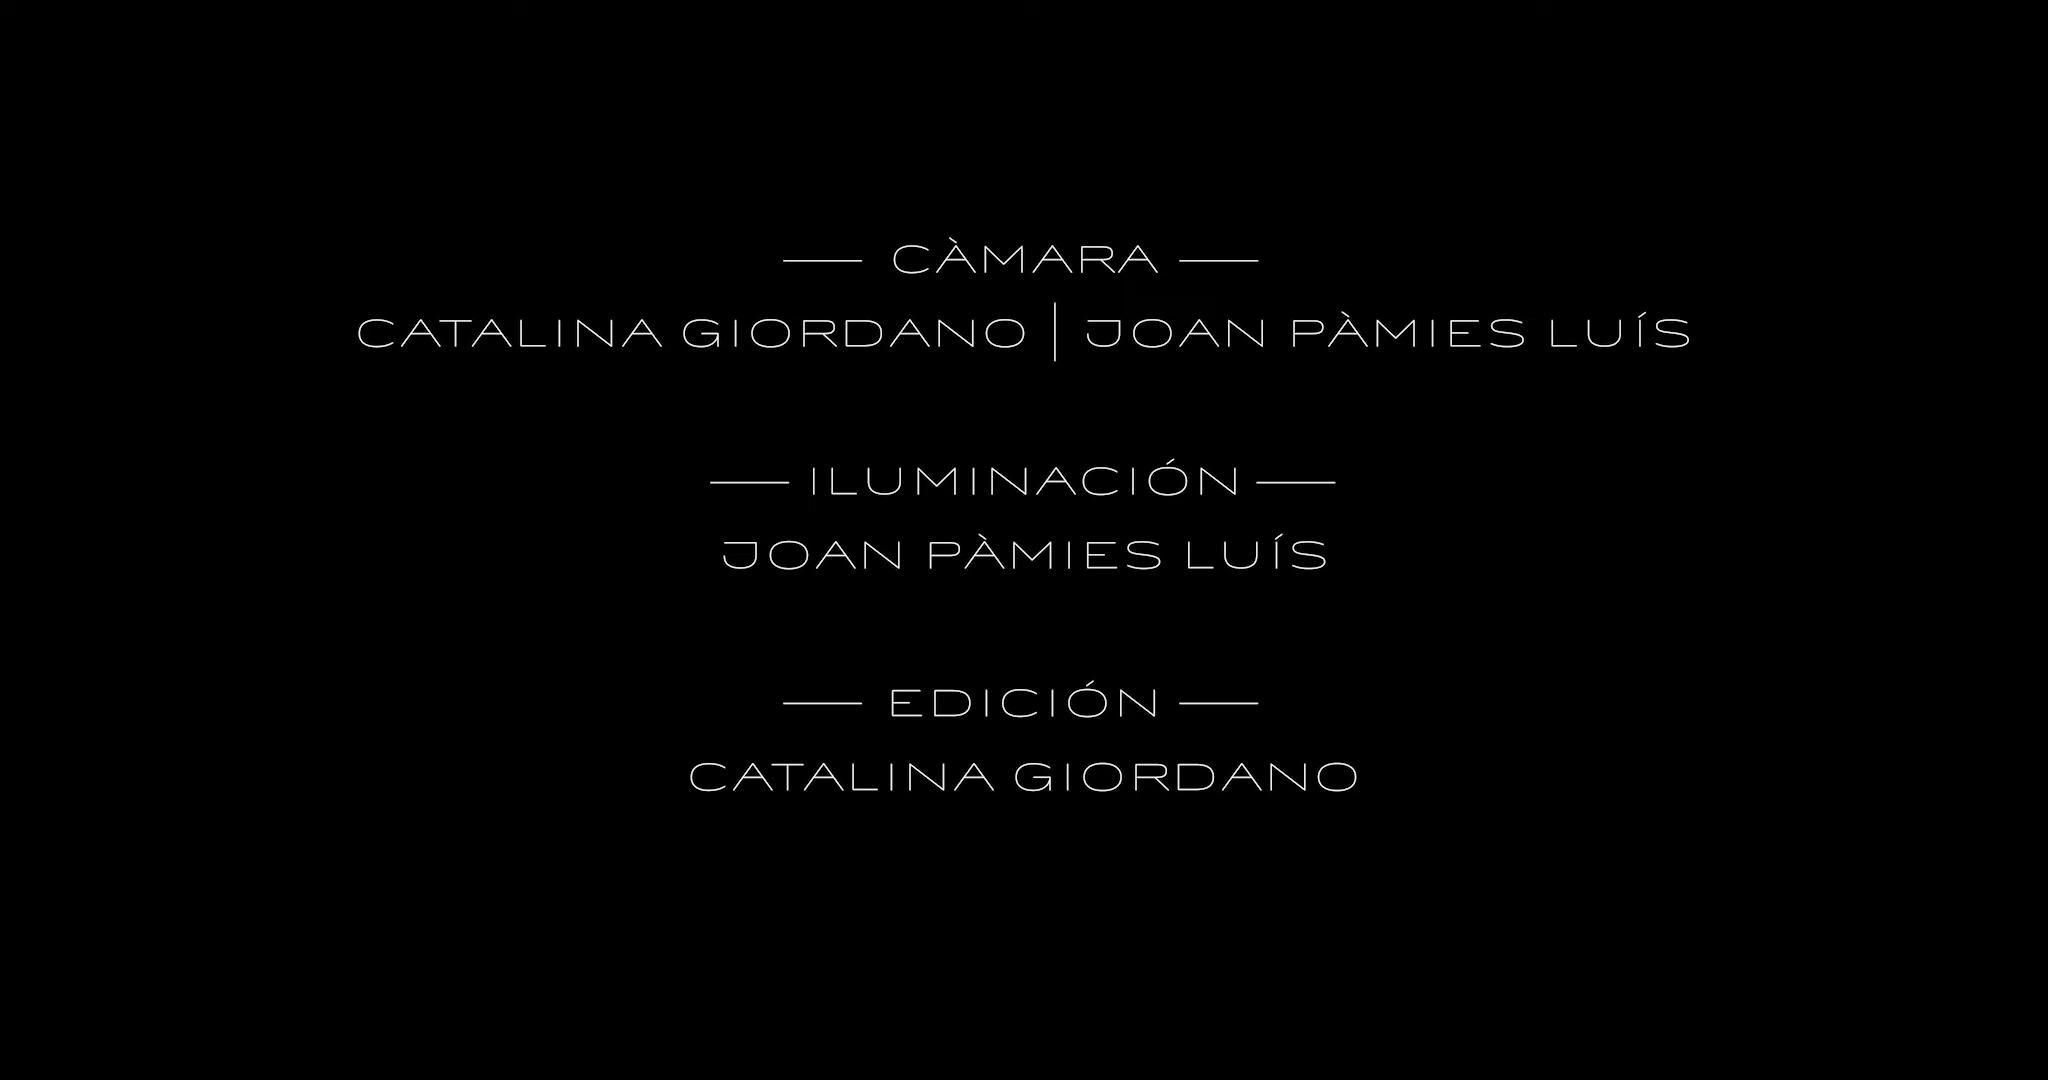 — CÀMARA —
CATALINA GIORDANO | JOAN PÀMIES LUÍS
— ILUMINACIÓN —
JOAN PÀMIES LUÍS
— EDICIÓN —
CATALINA GIORDANO